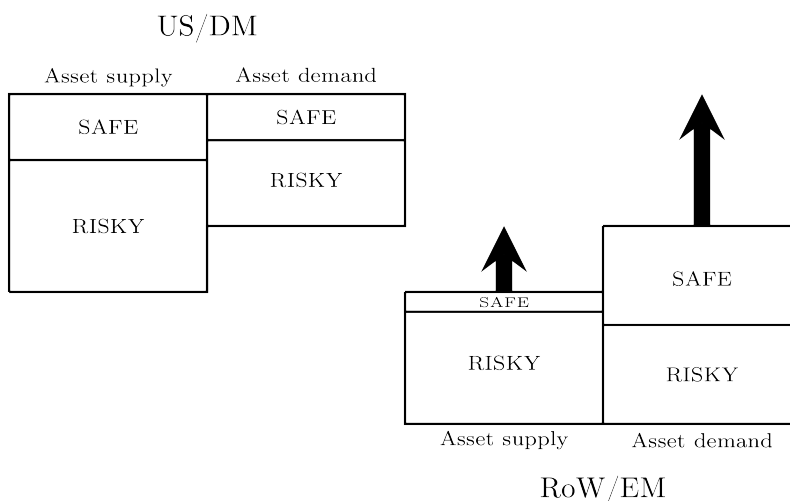 US/DM
Asset supply Asset demand
SAFE SAFE
RISKY RISKY
SAFE SAFE
RISKY RISKY
Asset supply Asset demand
RoW/EM